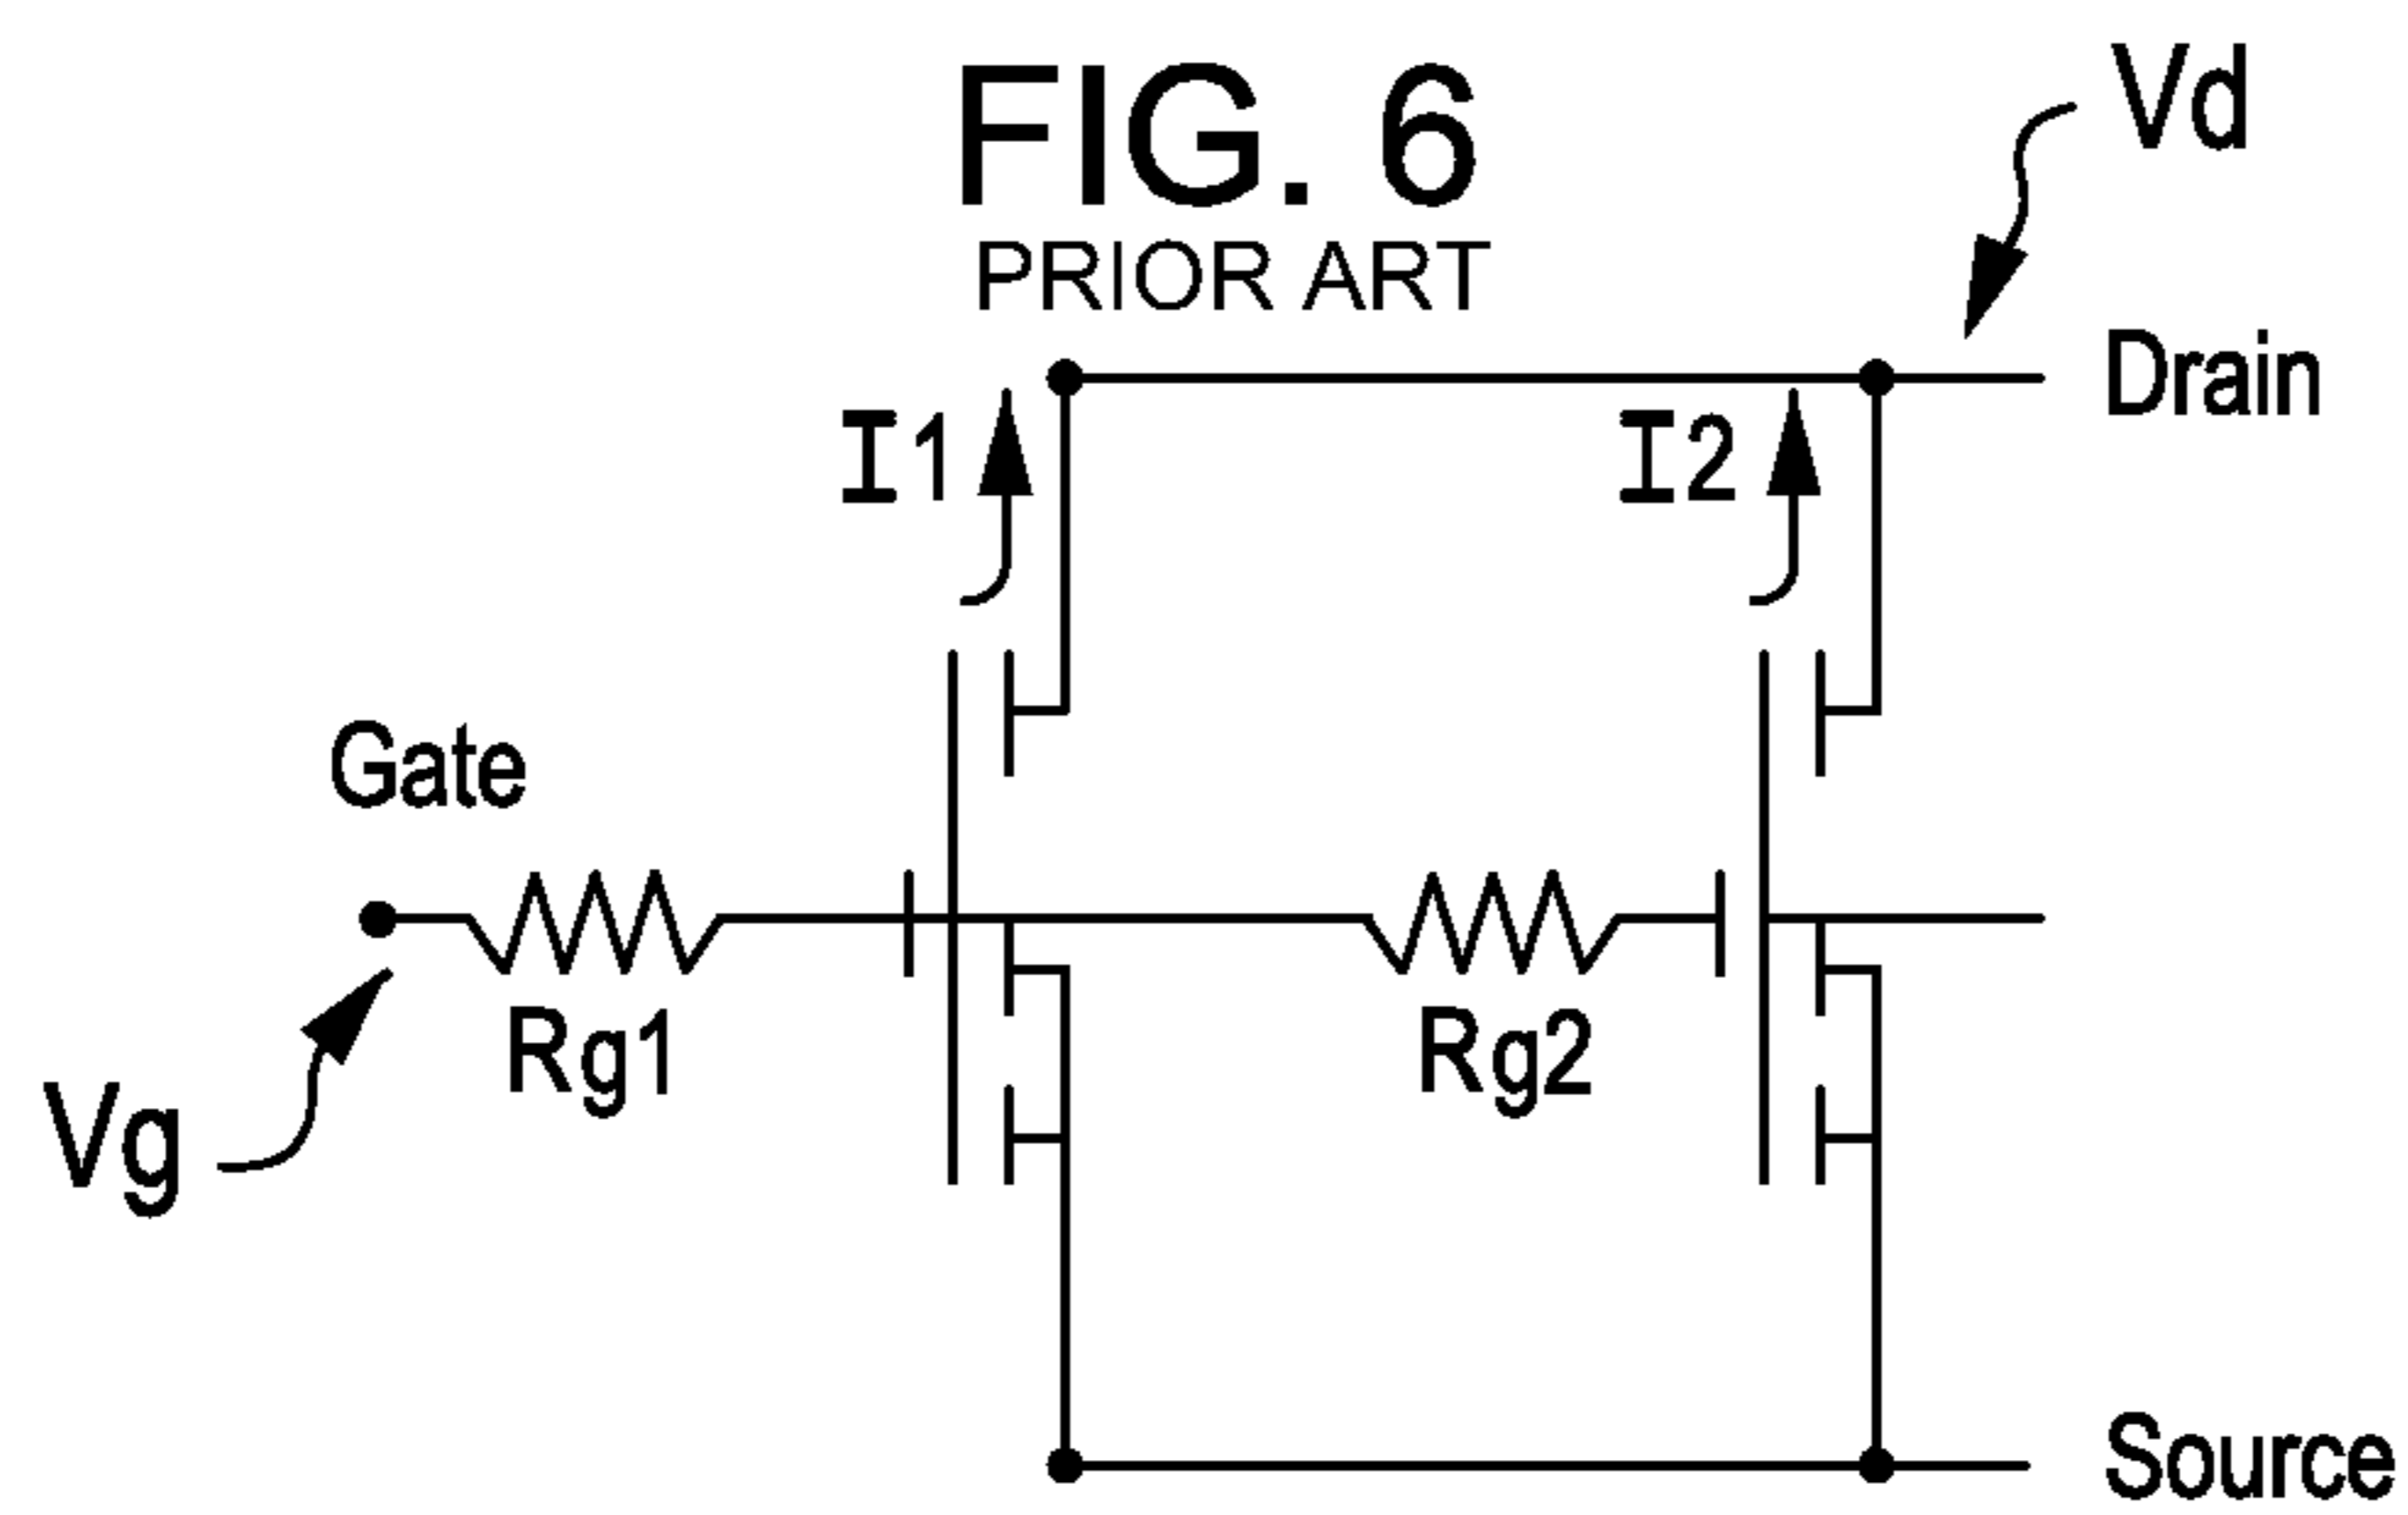 FIG. 6
PRIOR ART
Vd
Drain
I1
I2
Gate
Rg1
Rg2
Vg
Source